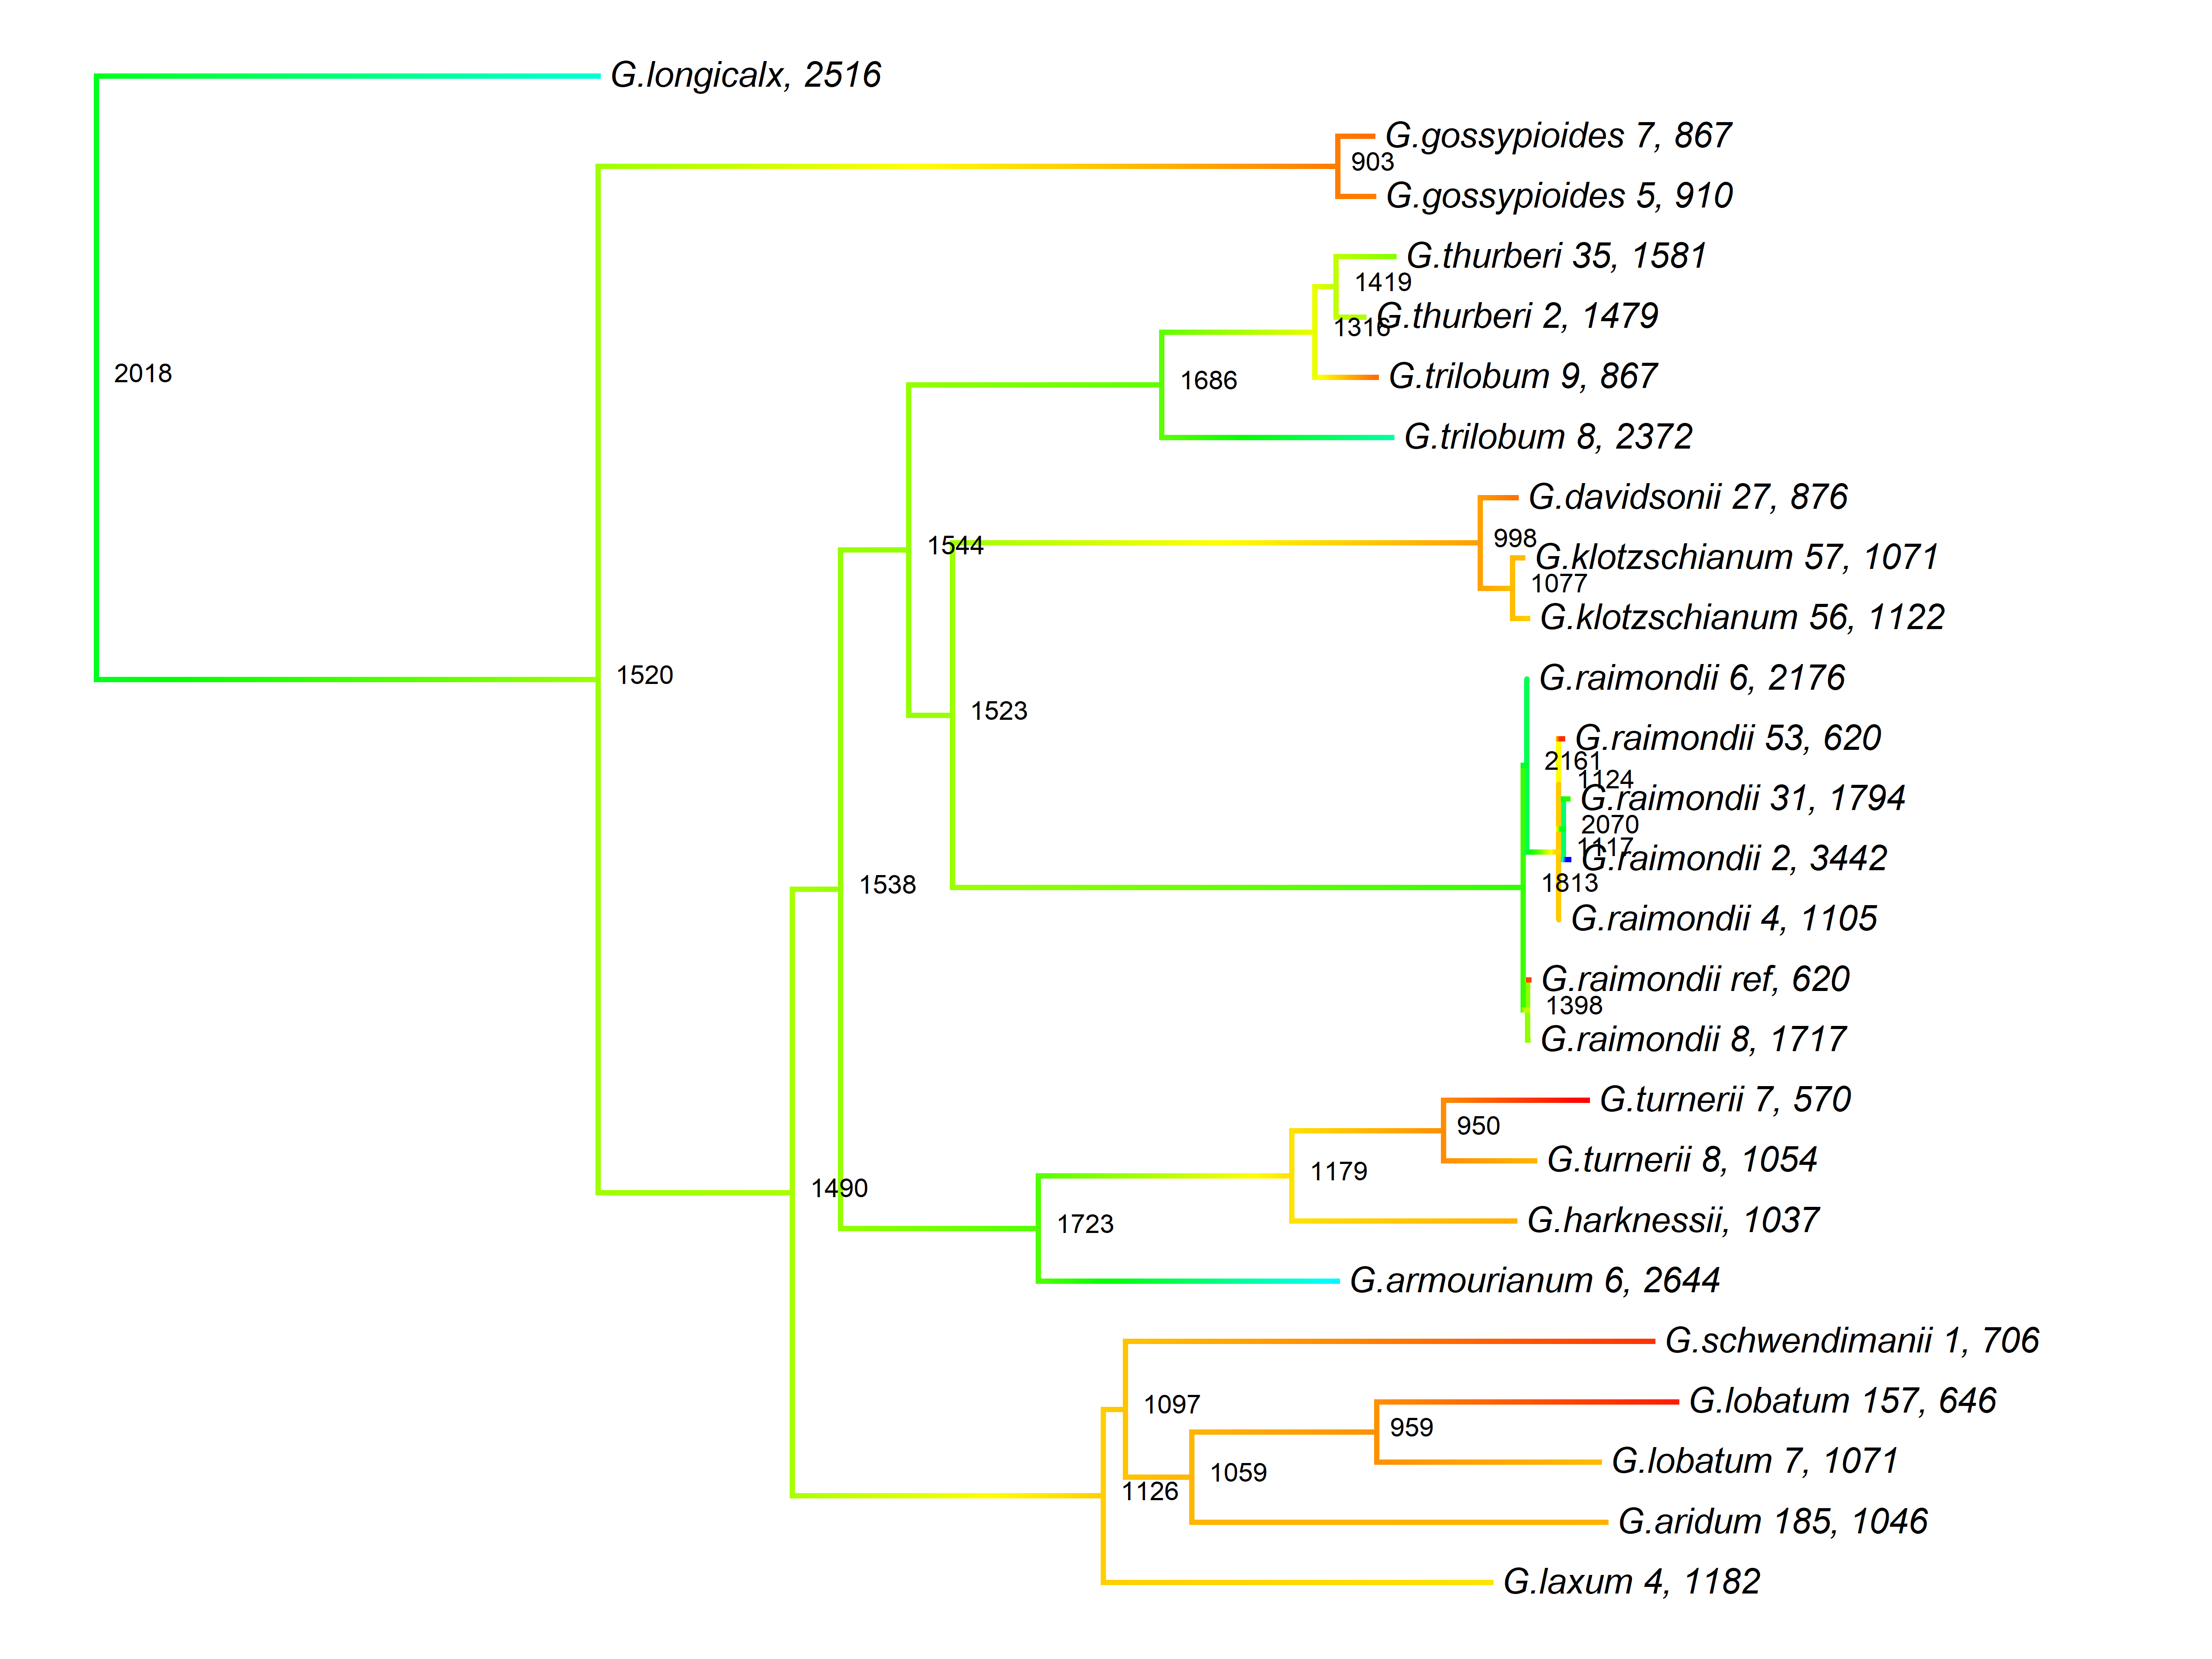 G.longicalx, 2516
G.gossypioides 7, 867
903
G.gossypioides 5, 910
G.thurberi 35, 1581
1419
G.thurberi 2, 1479
1316
2018
G.trilobum 9, 867
1686
G.trilobum 8, 2372
G.davidsonii 27, 876
998
1544
G.klotzschianum 57, 1071
1077
G.klotzschianum 56, 1122
1520
G.raimondii 6, 2176
1523
G.raimondii 53, 620
2161
1124
G.raimondii 31, 1794
2070
1117
G.raimondii 2, 3442
1538
1813
G.raimondii 4, 1105
G.raimondii ref, 620
1398
G.raimondii 8, 1717
G.turnerii 7, 570
950
G.turnerii 8, 1054
1179
1490
G.harknessii, 1037
1723
G.armourianum 6, 2644
G.schwendimanii 1, 706
1097
G.lobatum 157, 646
959
G.lobatum 7, 1071
1059
1126
G.aridum 185, 1046
G.laxum 4, 1182